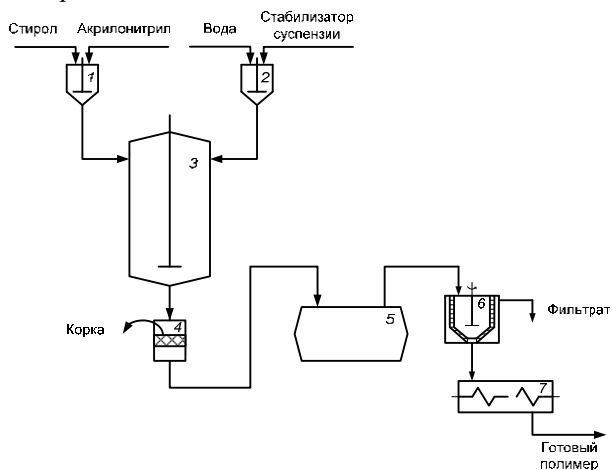 Стирол
Акрилонитрил
Вода
Стабилизатор
суспензии
1
2
3
4
Корка
5
6
Фильтрат
7
Готовый
полимер